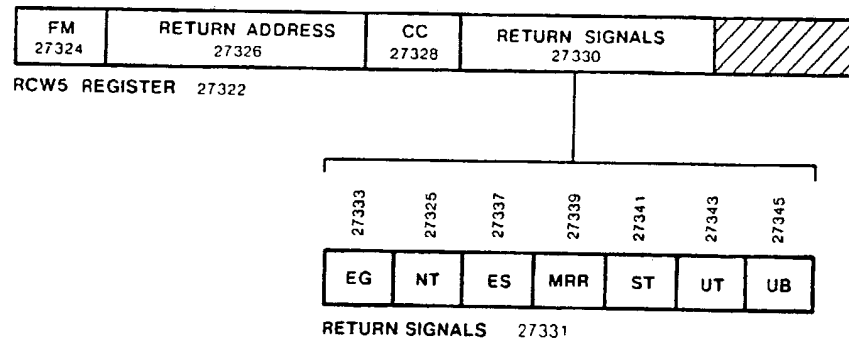 FM RETURN ADDRESS CC RETURN SIGNALS
27324 27326 27328 27330
RCW5 REGISTER 27322
27333 27325 27337 27339 27341 27343 27345
EG NT ES MRR ST UT UB
RETURN SIGNALS 27331